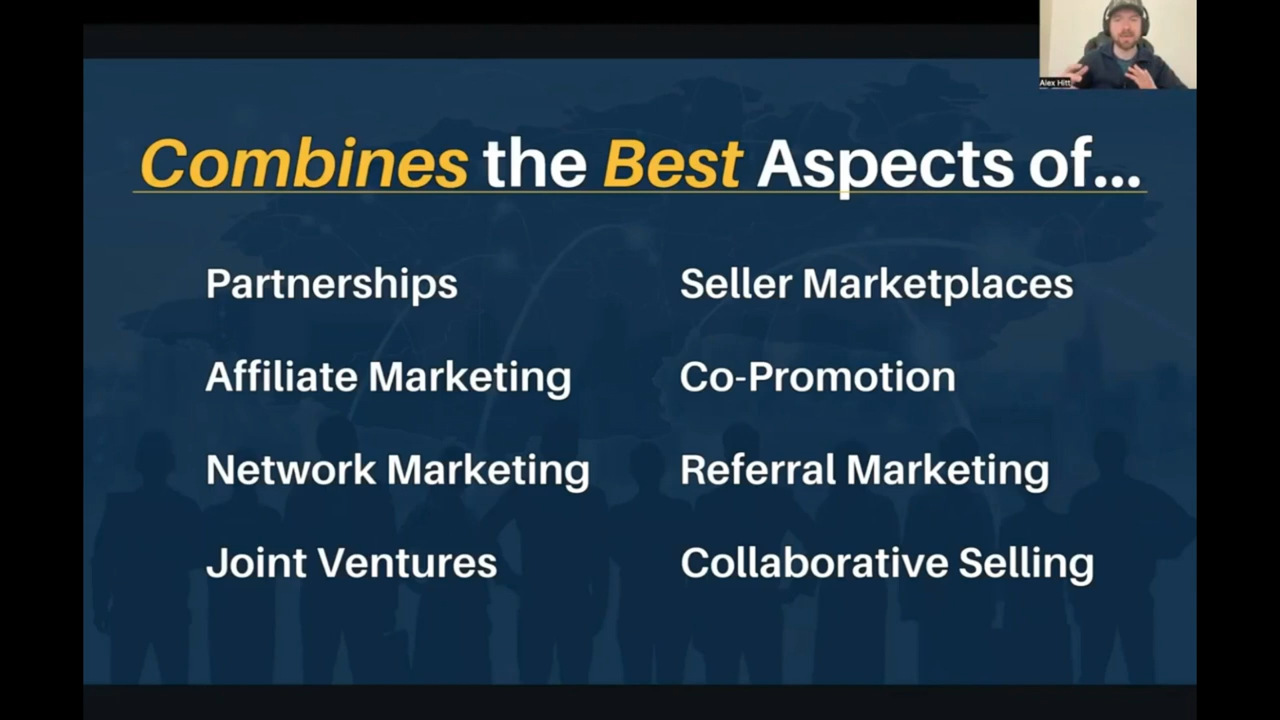 Combines the Best Aspects of...
Partnerships
Affiliate Marketing
Network Marketing
Joint Ventures
Seller Marketplaces
Co-Promotion
Referral Marketing
Collaborative Selling
Alex Hitt